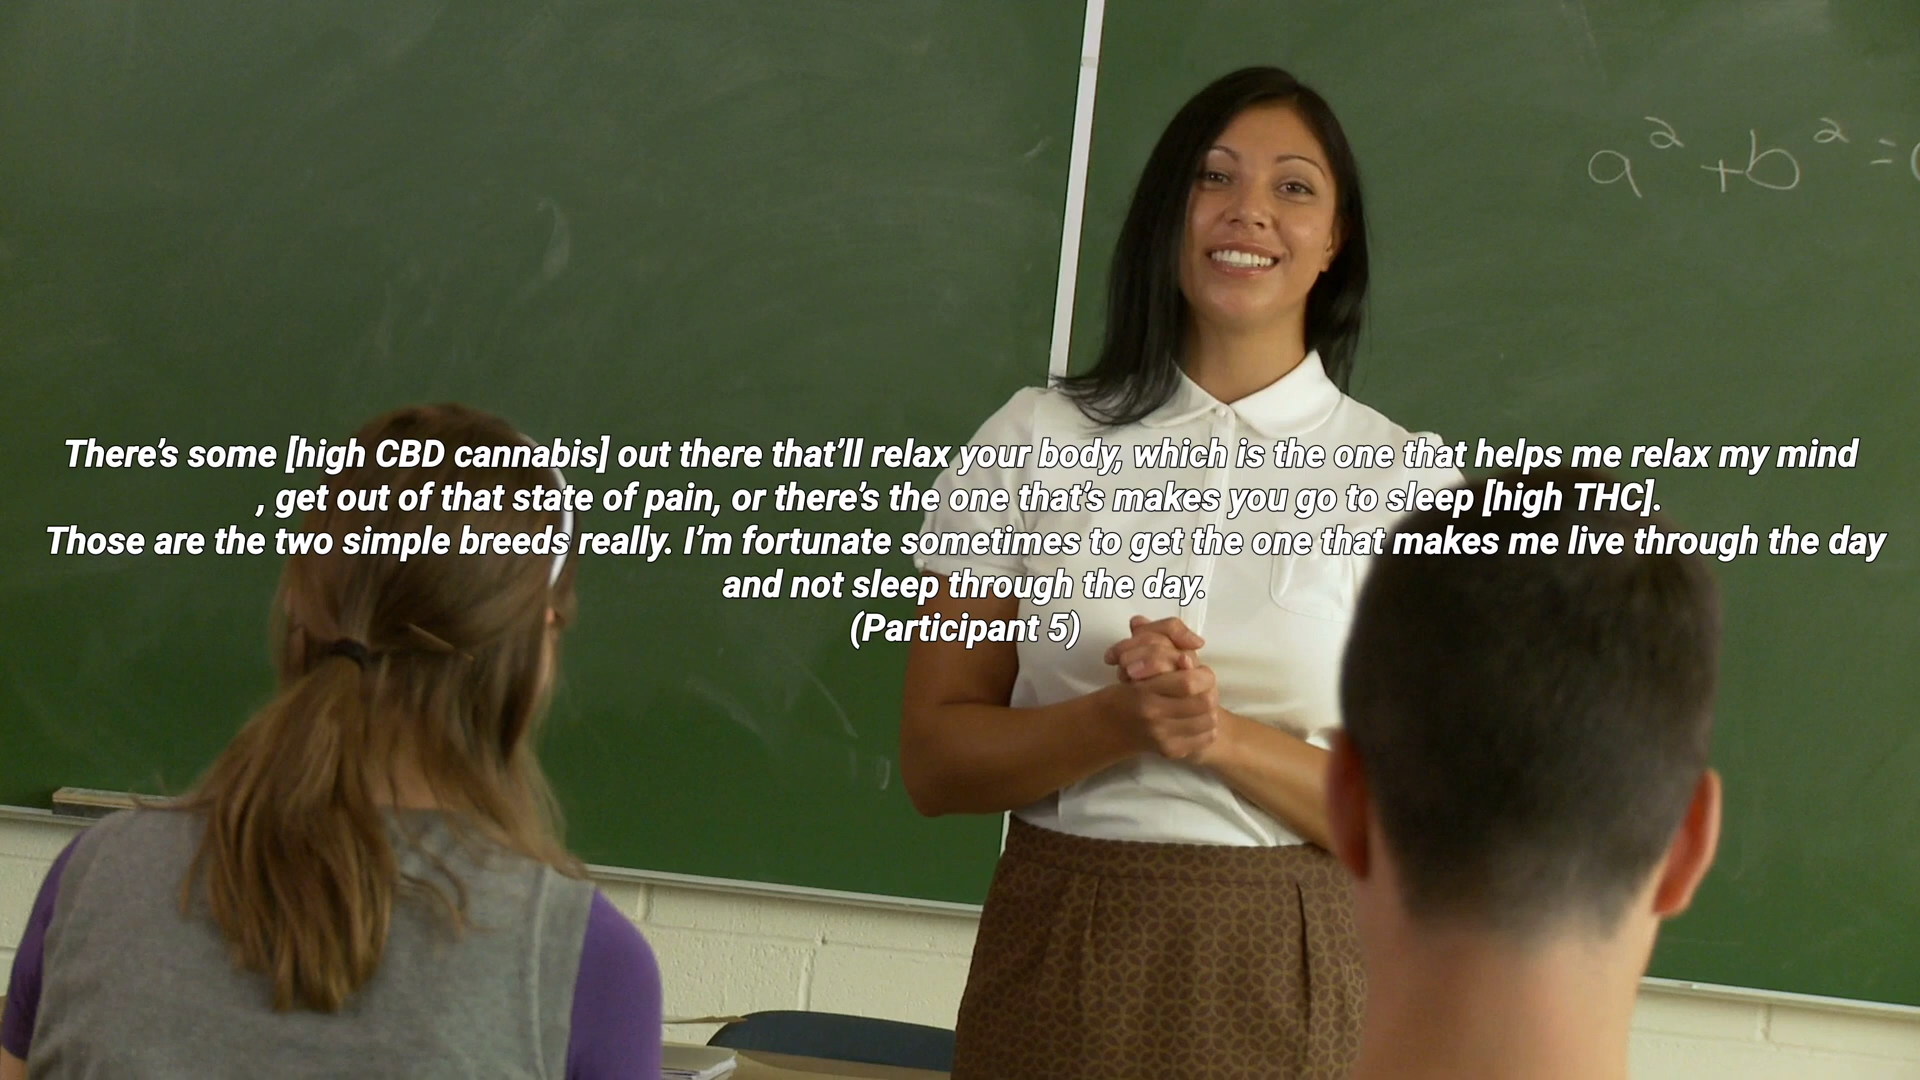 a² + b² =
There’s some [high CBD cannabis] out there that’ll relax your body, which is the one that helps me relax my mind
, get out of that state of pain, or there’s the one that’s makes you go to sleep [high THC].
Those are the two simple breeds really. I’m fortunate sometimes to get the one that makes me live through the day
and not sleep through the day.
(Participant 5)